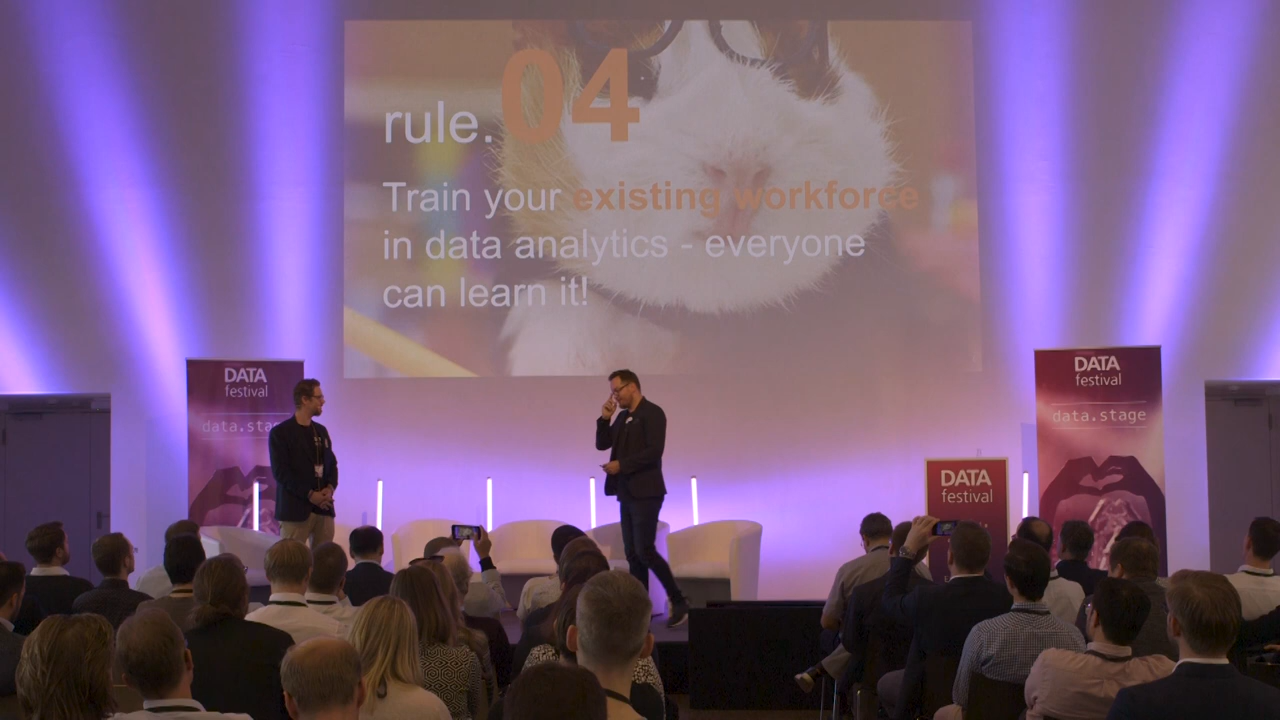 rule.04
Train your existing workforce
in data analytics - everyone
can learn it!
DATA
festival
data.sta
DATA
festival
data.stage
DATA
festival